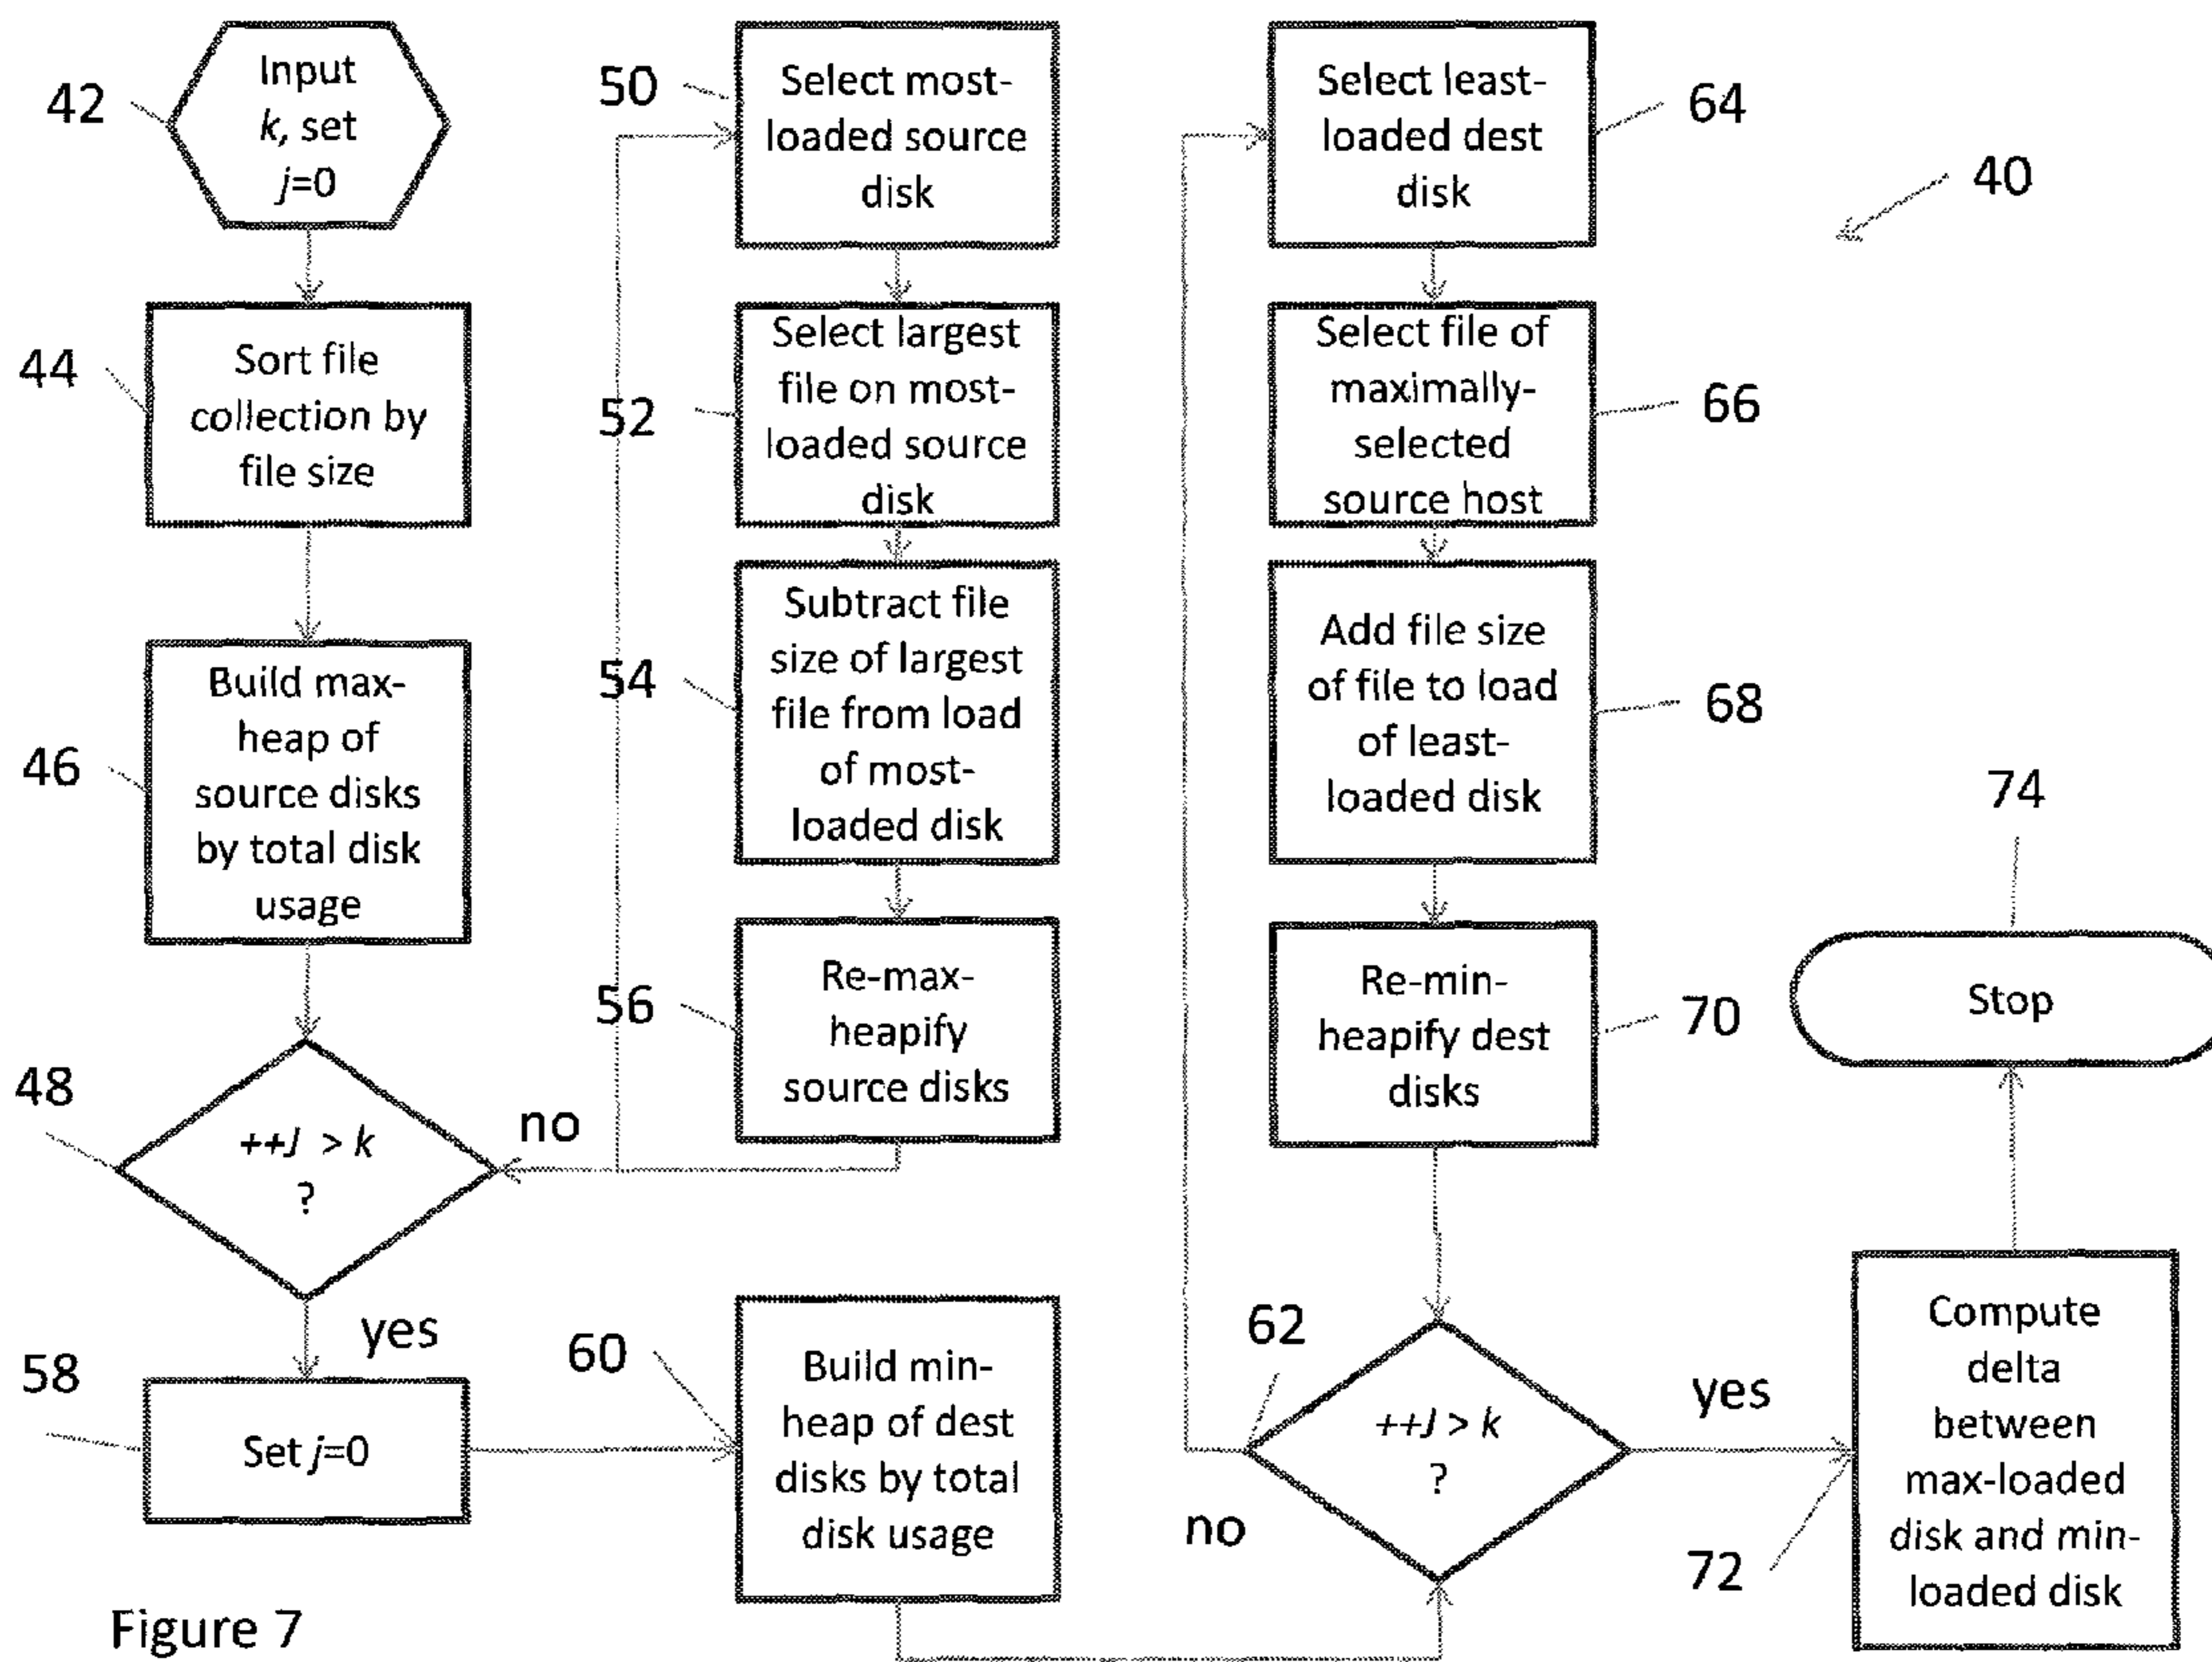 42
Input
k, set
j=0
44
Sort file
collection by
file size
46
Build max-
heap of
source disks
by total disk
usage
48
++J > k
?
no
yes
58
Set j=0
50
Select most-
loaded source
disk
52
Select largest
file on most-
loaded source
disk
54
Subtract file
size of largest
file from load
of most-
loaded disk
56
Re-max-
heapify
source disks
60
Build min-
heap of dest
disks by total
disk usage
64
Select least-
loaded dest
disk
66
Select file of
maximally-
selected
source host
68
Add file size
of file to load
of least-
loaded disk
70
Re-min-
heapify dest
disks
62
++J > k
?
no
yes
72
Compute
delta
between
max-loaded
disk and min-
loaded disk
74
Stop
40
Figure 7